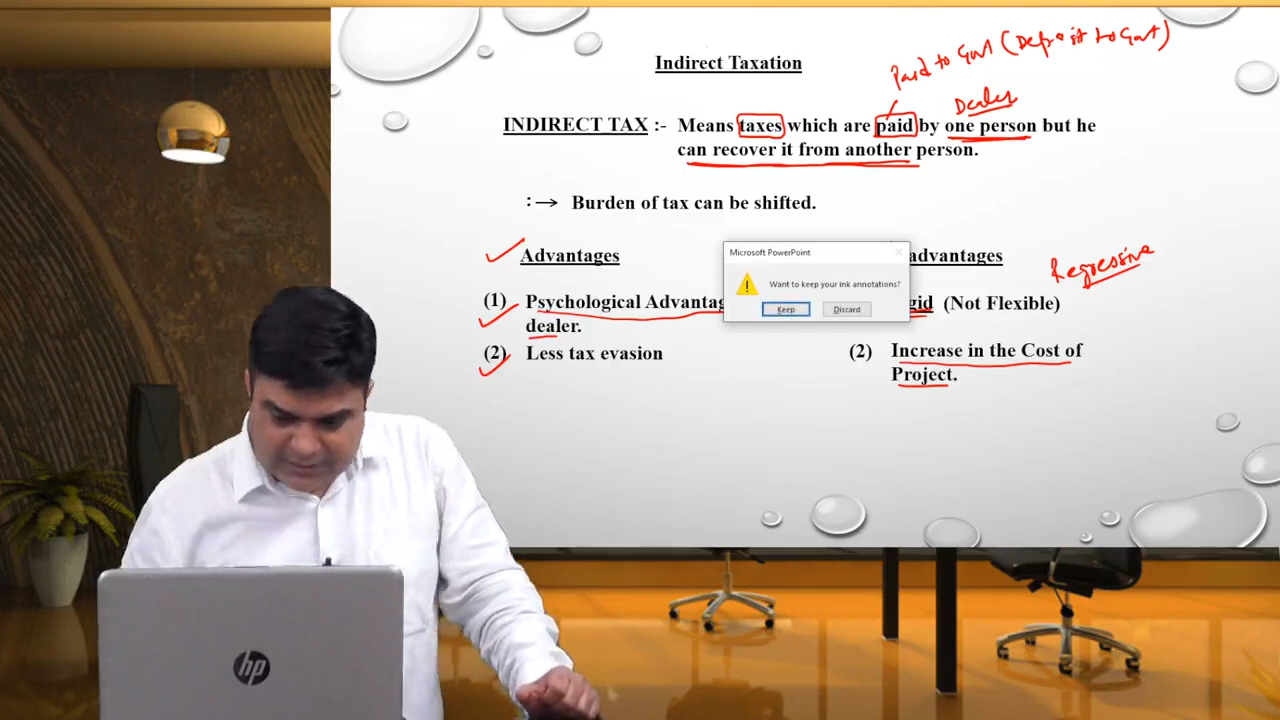 Indirect Taxation
Paid to Govt (Deposit to Govt)
Dealer
INDIRECT TAX :- Means taxes which are paid by one person but he
can recover it from another person.
:→ Burden of tax can be shifted.
Advantages
(1) Psychological Advantag
dealer.
(2) Less tax evasion
Microsoft PowerPoint
Want to keep your ink annotations?
Keep Discard
advantages
Regressive
gid (Not Flexible)
(2) Increase in the Cost of
Project.
hp